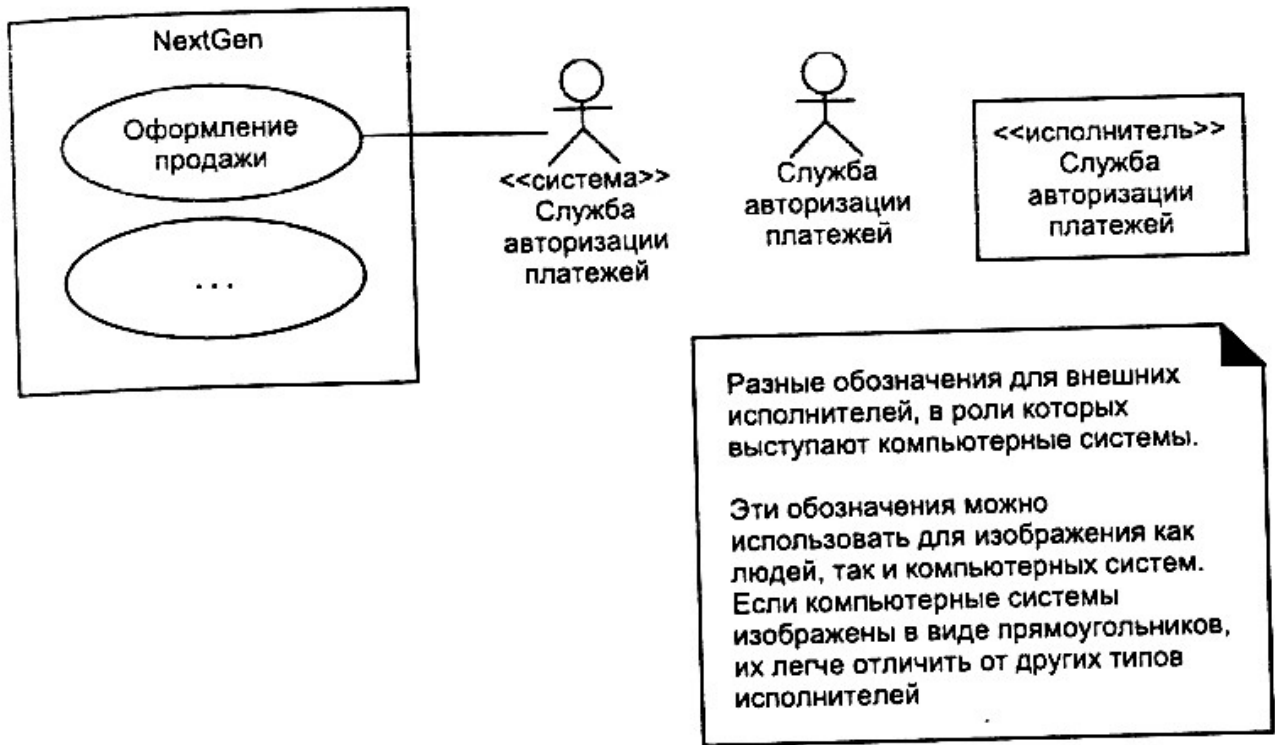 NextGen
Оформление
продажи
. . .
<<система>>
Служба
авторизации
платежей
Служба
авторизации
платежей
<<исполнитель>>
Служба
авторизации
платежей
Разные обозначения для внешних
исполнителей, в роли которых
выступают компьютерные системы.
Эти обозначения можно
использовать для изображения как
людей, так и компьютерных систем.
Если компьютерные системы
изображены в виде прямоугольников,
их легче отличить от других типов
исполнителей